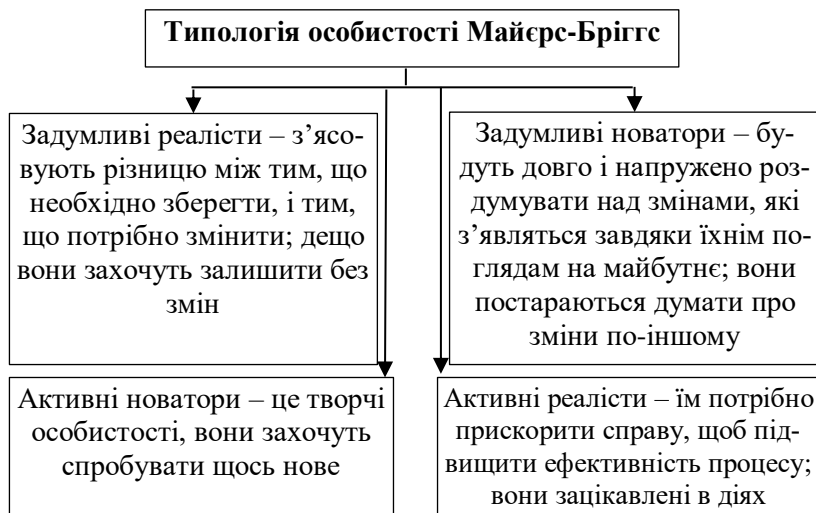 Типологія особистості Майєрс-Бріггс
Задумливі реалісти – з’ясо-
вують різницю між тим, що
необхідно зберегти, і тим,
що потрібно змінити; дещо
вони захочуть залишити без
змін
Задумливі новатори – бу-
дуть довго і напружено роз-
думувати над змінами, які
з’являться завдяки їхнім по-
глядам на майбутнє; вони
постараються думати про
зміни по-іншому
Активні новатори – це творчі
особистості, вони захочуть
спробувати щось нове
Активні реалісти – їм потрібно
прискорити справу, щоб під-
вищити ефективність процесу;
вони зацікавлені в діях